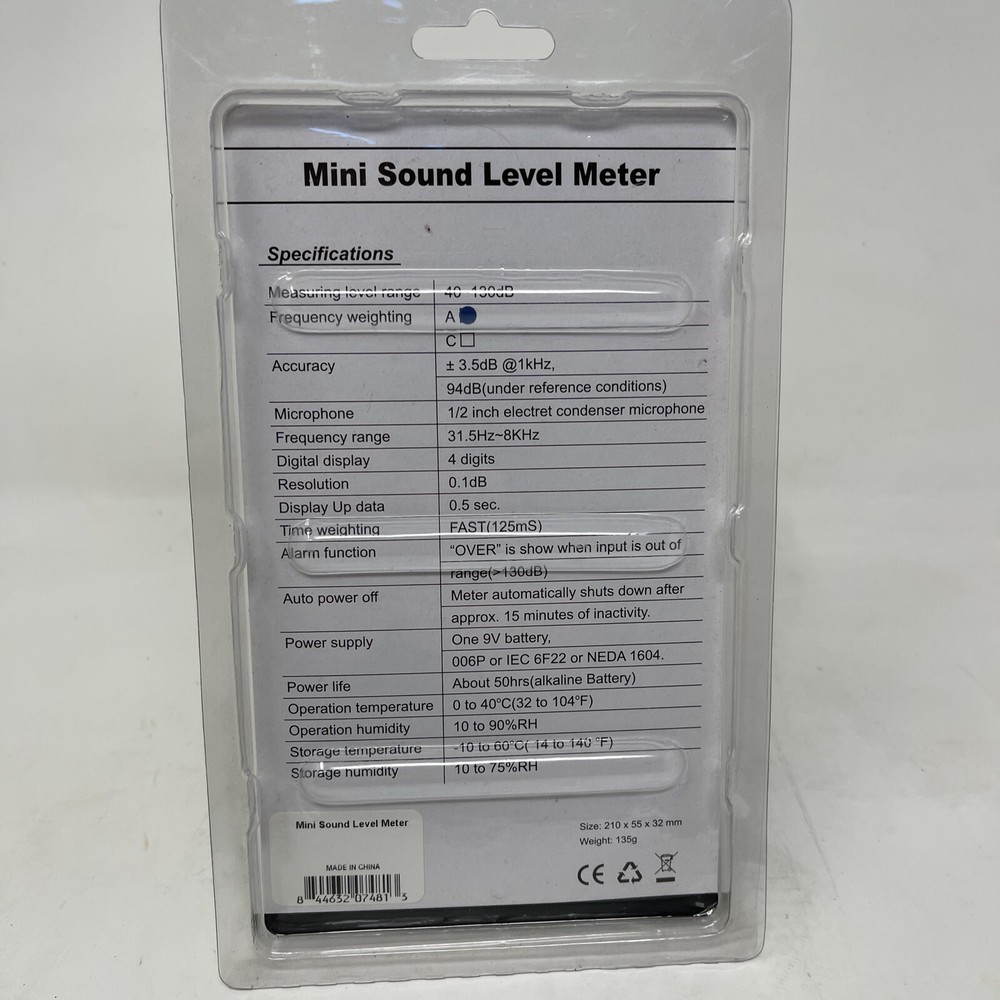 Mini Sound Level Meter
Specifications
Measuring level range 40~130dB
Frequency weighting A
C
Accuracy ± 3.5dB @1kHz,
94dB(under reference conditions)
Microphone 1/2 inch electret condenser microphone
Frequency range 31.5Hz~8KHz
Digital display 4 digits
Resolution 0.1dB
Display Up data 0.5 sec.
Time weighting FAST(125mS)
Alarm function “OVER” is show when input is out of
range(>130dB)
Auto power off Meter automatically shuts down after
approx. 15 minutes of inactivity.
Power supply One 9V battery,
006P or IEC 6F22 or NEDA 1604.
Power life About 50hrs(alkaline Battery)
Operation temperature 0 to 40ºC(32 to 104ºF)
Operation humidity 10 to 90%RH
Storage temperature -10 to 60°C( 14 to 140 °F)
Storage humidity 10 to 75%RH
Mini Sound Level Meter
MADE IN CHINA
8 44632 07481 3
Size: 210 x 55 x 32 mm
Weight: 135g
CE